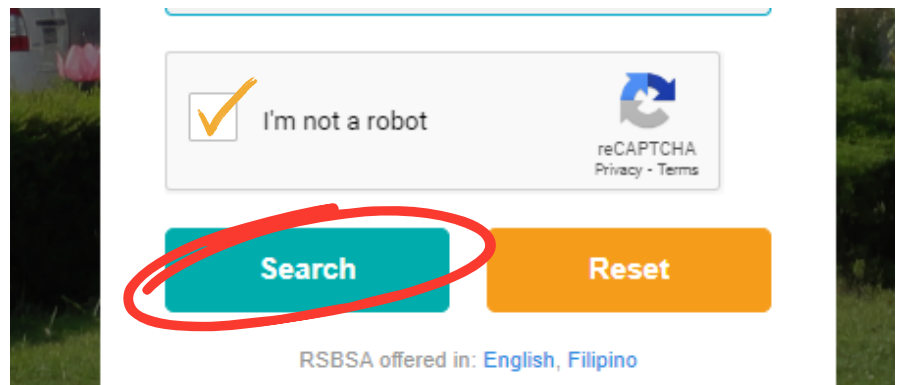 I'm not a robot
reCAPTCHA
Privacy - Terms
Search
Reset
RSBSA offered in: English, Filipino